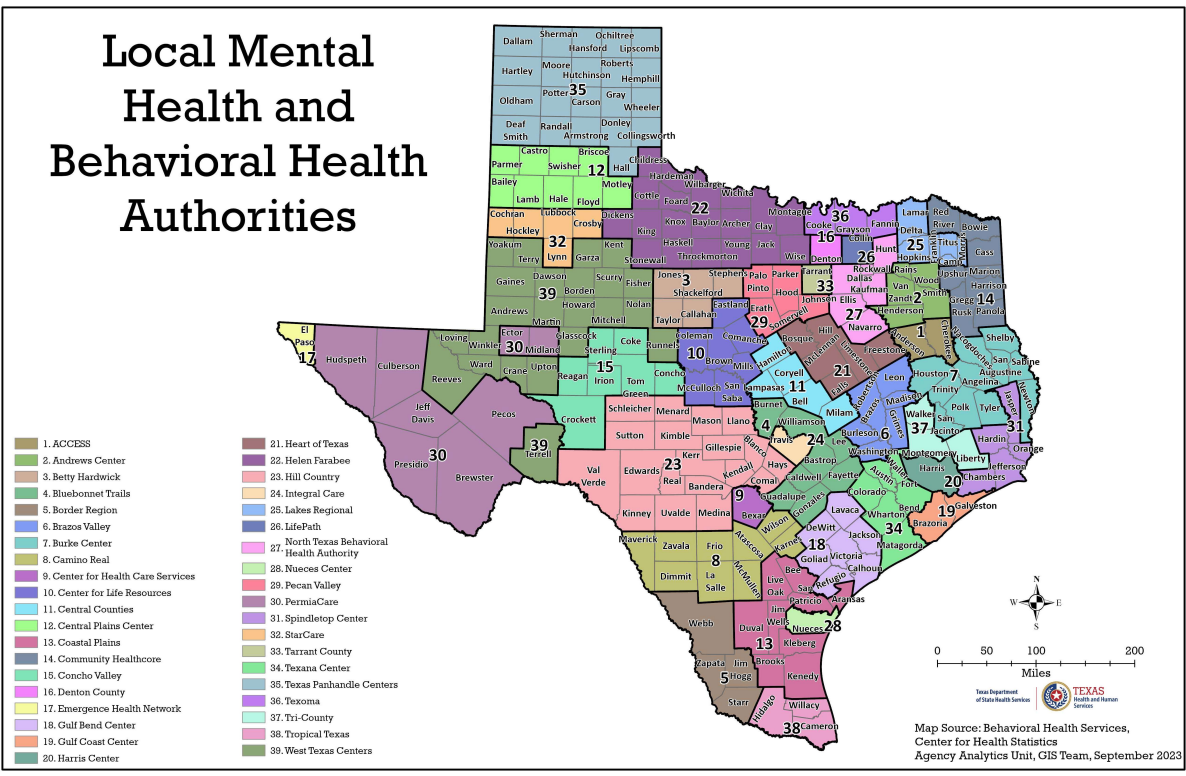 Local Mental
Health and
Behavioral Health
Authorities
Dallam
Sherman
Ochiltree
Hansford
Lipscomb
Hartley
Moore
Roberts
Hutchinson
Hemphill
35
Oldham
Potter
Carson
Gray
Wheeler
Deaf
Smith
Randall
Donley
Armstrong
Collingsworth
Parmer
Castro
Briscoe
Swisher
12
Hall
Childress
Bailey
Lamb
Hale
Floyd
Motley
Cottle
Hardeman
Foard
Wilbarger
Wichita
22
Cochran
Hockley
Lubbock
Crosby
Dickens
King
Knox
Baylor
Archer
Clay
Montague
32
Lynn
Yoakum
Terry
Garza
Kent
Stonewall
Haskell
Throckmorton
Young
Jack
Wise
36
Cooke
Grayson
Fannin
16
Denton
Collin
26
Hunt
Lamar
Delta
25
Hopkins
Franklin
Titus
Camp
Morris
Red
River
Bowie
Cass
Upshur
Marion
Harrison
Gregg
14
Rusk
Panola
Gaines
Dawson
Borden
Scurry
Fisher
39
Howard
Andrews
Martin
Mitchell
Nolan
Jones
3
Stephens
Shackelford
Taylor
Callahan
Eastland
Palo
Pinto
Parker
Hood
Erath
29
Somervell
Tarrant
33
Johnson
Rockwall
Dallas
Kaufman
Ellis
27
Navarro
Rains
Van
Zandt
Wood
2
Smith
Henderson
1
Anderson
Cherokee
El
Paso
17
Hudspeth
Culberson
Jeff
Davis
Presidio
30
Brewster
Pecos
Loving
Winkler
Ector
30
Midland
Glasscock
Ward
Crane
Upton
Reeves
Sterling
Coke
Runnels
Reagan
15
Irion
Tom
Green
Concho
Crockett
39
Terrell
Coleman
Comanche
10
Brown
Mills
McCulloch
San
Saba
Hamilton
Lampasas
Coryell
11
Bell
Milam
Bosque
Hill
McLennan
Limestone
Freestone
21
Falls
Leon
Robertson
Brazos
Madison
Grimes
6
Burleson
Washington
Nacogdoches
Shelby
San
Augustine
Sabine
Houston
7
Angelina
Trinity
Polk
Tyler
San
Jacinto
Jasper
Newton
31
Hardin
Orange
Jefferson
Chambers
Walker
37
Montgomery
Liberty
Harris
20
Galveston
19
Brazoria
Schleicher
Menard
Mason
Llano
Sutton
Kimble
Gillespie
Blanco
Kerr
Val
Verde
Edwards
23
Real
Kendall
Hays
Comal
Bandera
Kinney
Uvalde
Medina
9
Bexar
Burnet
4
Williamson
Travis
24
Lee
Bastrop
Caldwell
Fayette
Guadalupe
Gonzales
Austin
Waller
Fort
Bend
Colorado
Wharton
34
Matagorda
Lavaca
DeWitt
Jackson
18
Victoria
Goliad
Calhoun
Refugio
Maverick
Zavala
Frio
8
Dimmit
La
Salle
Atascosa
Wilson
Karnes
McMullen
Bee
Live
Oak
San
Patricio
Aransas
Jim
Wells
Nueces
28
Duval
13
Kleberg
Brooks
Kenedy
Webb
Zapata
Jim
Hogg
5
Starr
Hidalgo
Willacy
38
Cameron
1. ACCESS
2. Andrews Center
3. Betty Hardwick
4. Bluebonnet Trails
5. Border Region
6. Brazos Valley
7. Burke Center
8. Camino Real
9. Center for Health Care Services
10. Center for Life Resources
11. Central Counties
12. Central Plains Center
13. Coastal Plains
14. Community Healthcore
15. Concho Valley
16. Denton County
17. Emergence Health Network
18. Gulf Bend Center
19. Gulf Coast Center
20. Harris Center
21. Heart of Texas
22. Helen Farabee
23. Hill Country
24. Integral Care
25. Lakes Regional
26. LifePath
27. North Texas Behavioral
Health Authority
28. Nueces Center
29. Pecan Valley
30. PermiaCare
31. Spindletop Center
32. StarCare
33. Tarrant County
34. Texana Center
35. Texas Panhandle Centers
36. Texoma
37. Tri-County
38. Tropical Texas
39. West Texas Centers
N
W
E
S
0 50 100 200
Miles
Texas Department
of State Health Services
TEXAS
Health and Human
Services
Map Source: Behavioral Health Services,
Center for Health Statistics
Agency Analytics Unit, GIS Team, September 2023